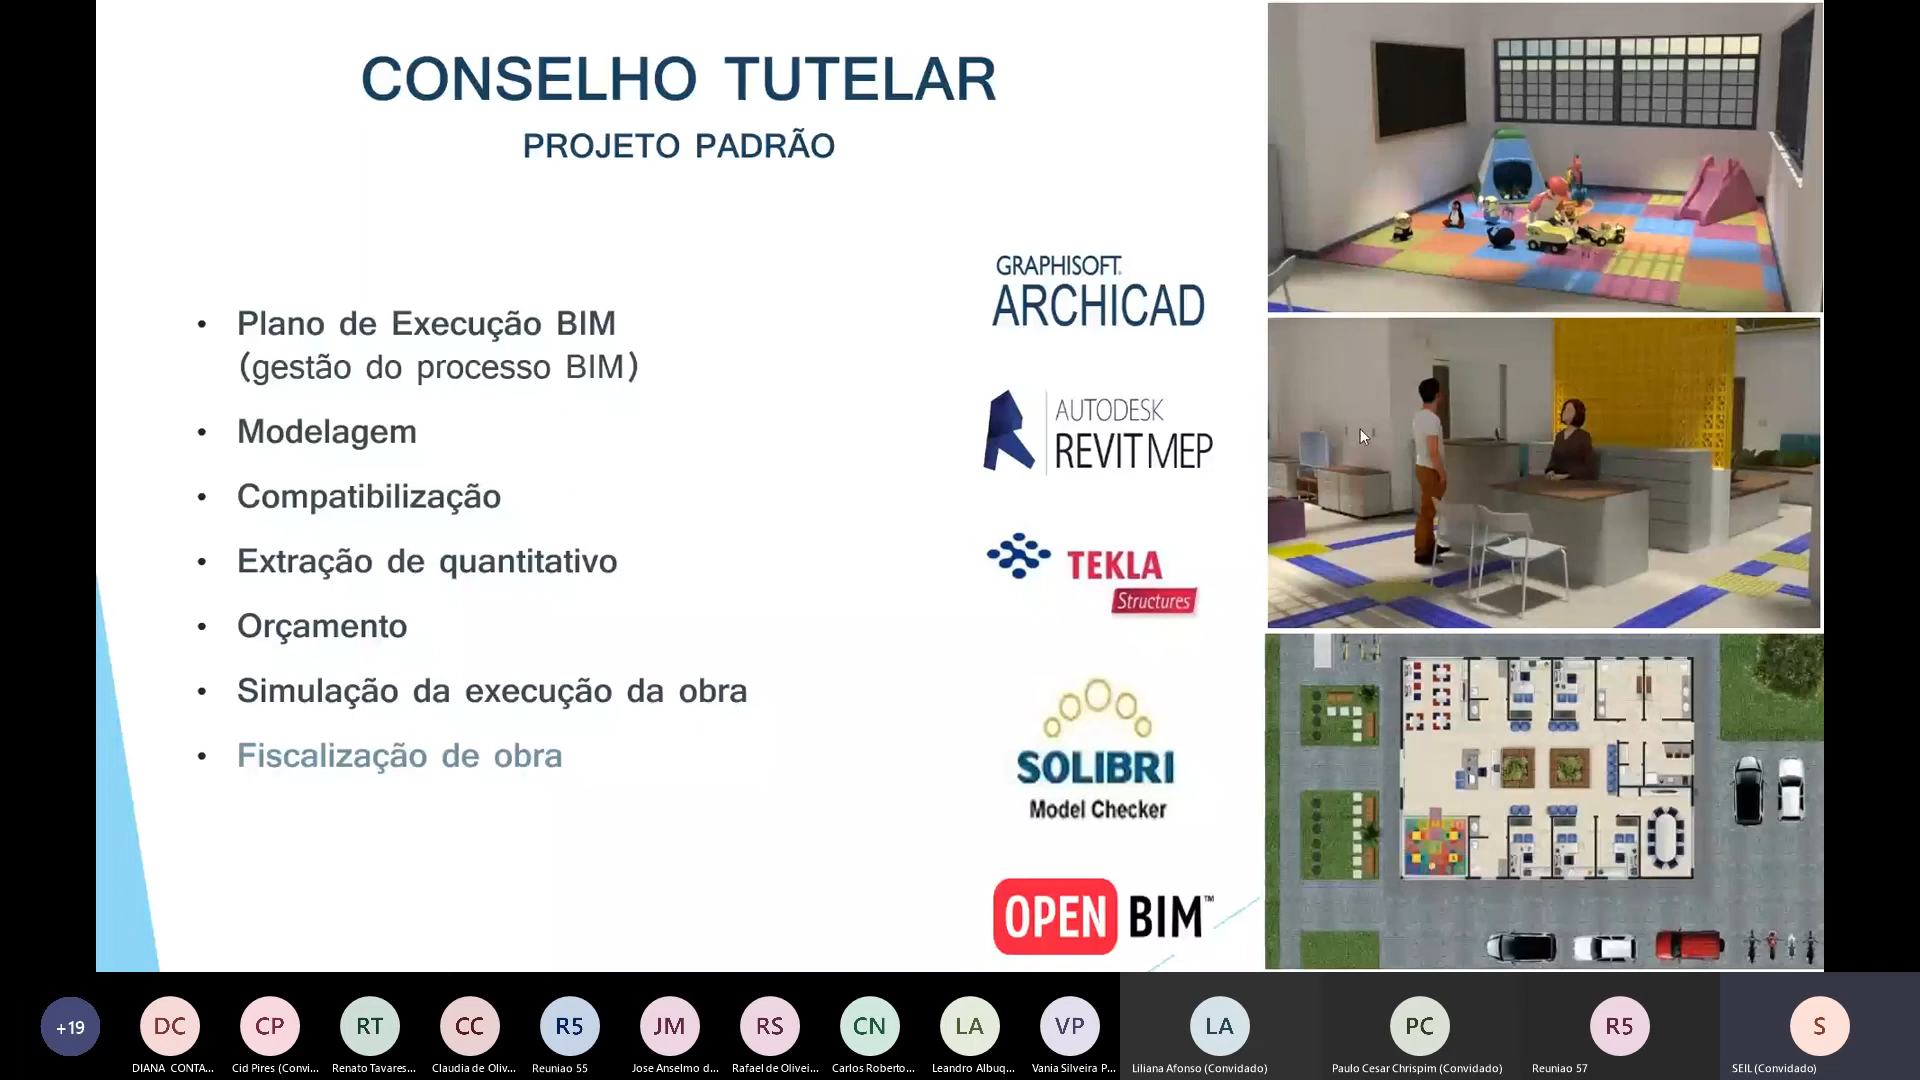 CONSELHO TUTELAR
PROJETO PADRÃO
• Plano de Execução BIM
(gestão do processo BIM)
• Modelagem
• Compatibilização
• Extração de quantitativo
• Orçamento
• Simulação da execução da obra
• Fiscalização de obra
GRAPHISOFT.
ARCHICAD
AUTODESK
REVIT MEP
TEKLA
Structures
SOLIBRI
Model Checker
OPEN BIM™
+19
DC
CP
RT
CC
R5
JM
RS
CN
LA
VP
LA
PC
R5
S
DIANA CONTA...
Cid Pires (Convi...
Renato Tavares...
Claudia de Oliv...
Reuniao 55
Jose Anselmo d...
Rafael de Olivei...
Carlos Roberto...
Leandro Albuq...
Vania Silveira P...
Liliana Afonso (Convidado)
Paulo Cesar Chrispim (Convidado)
Reuniao 57
SEIL (Convidado)